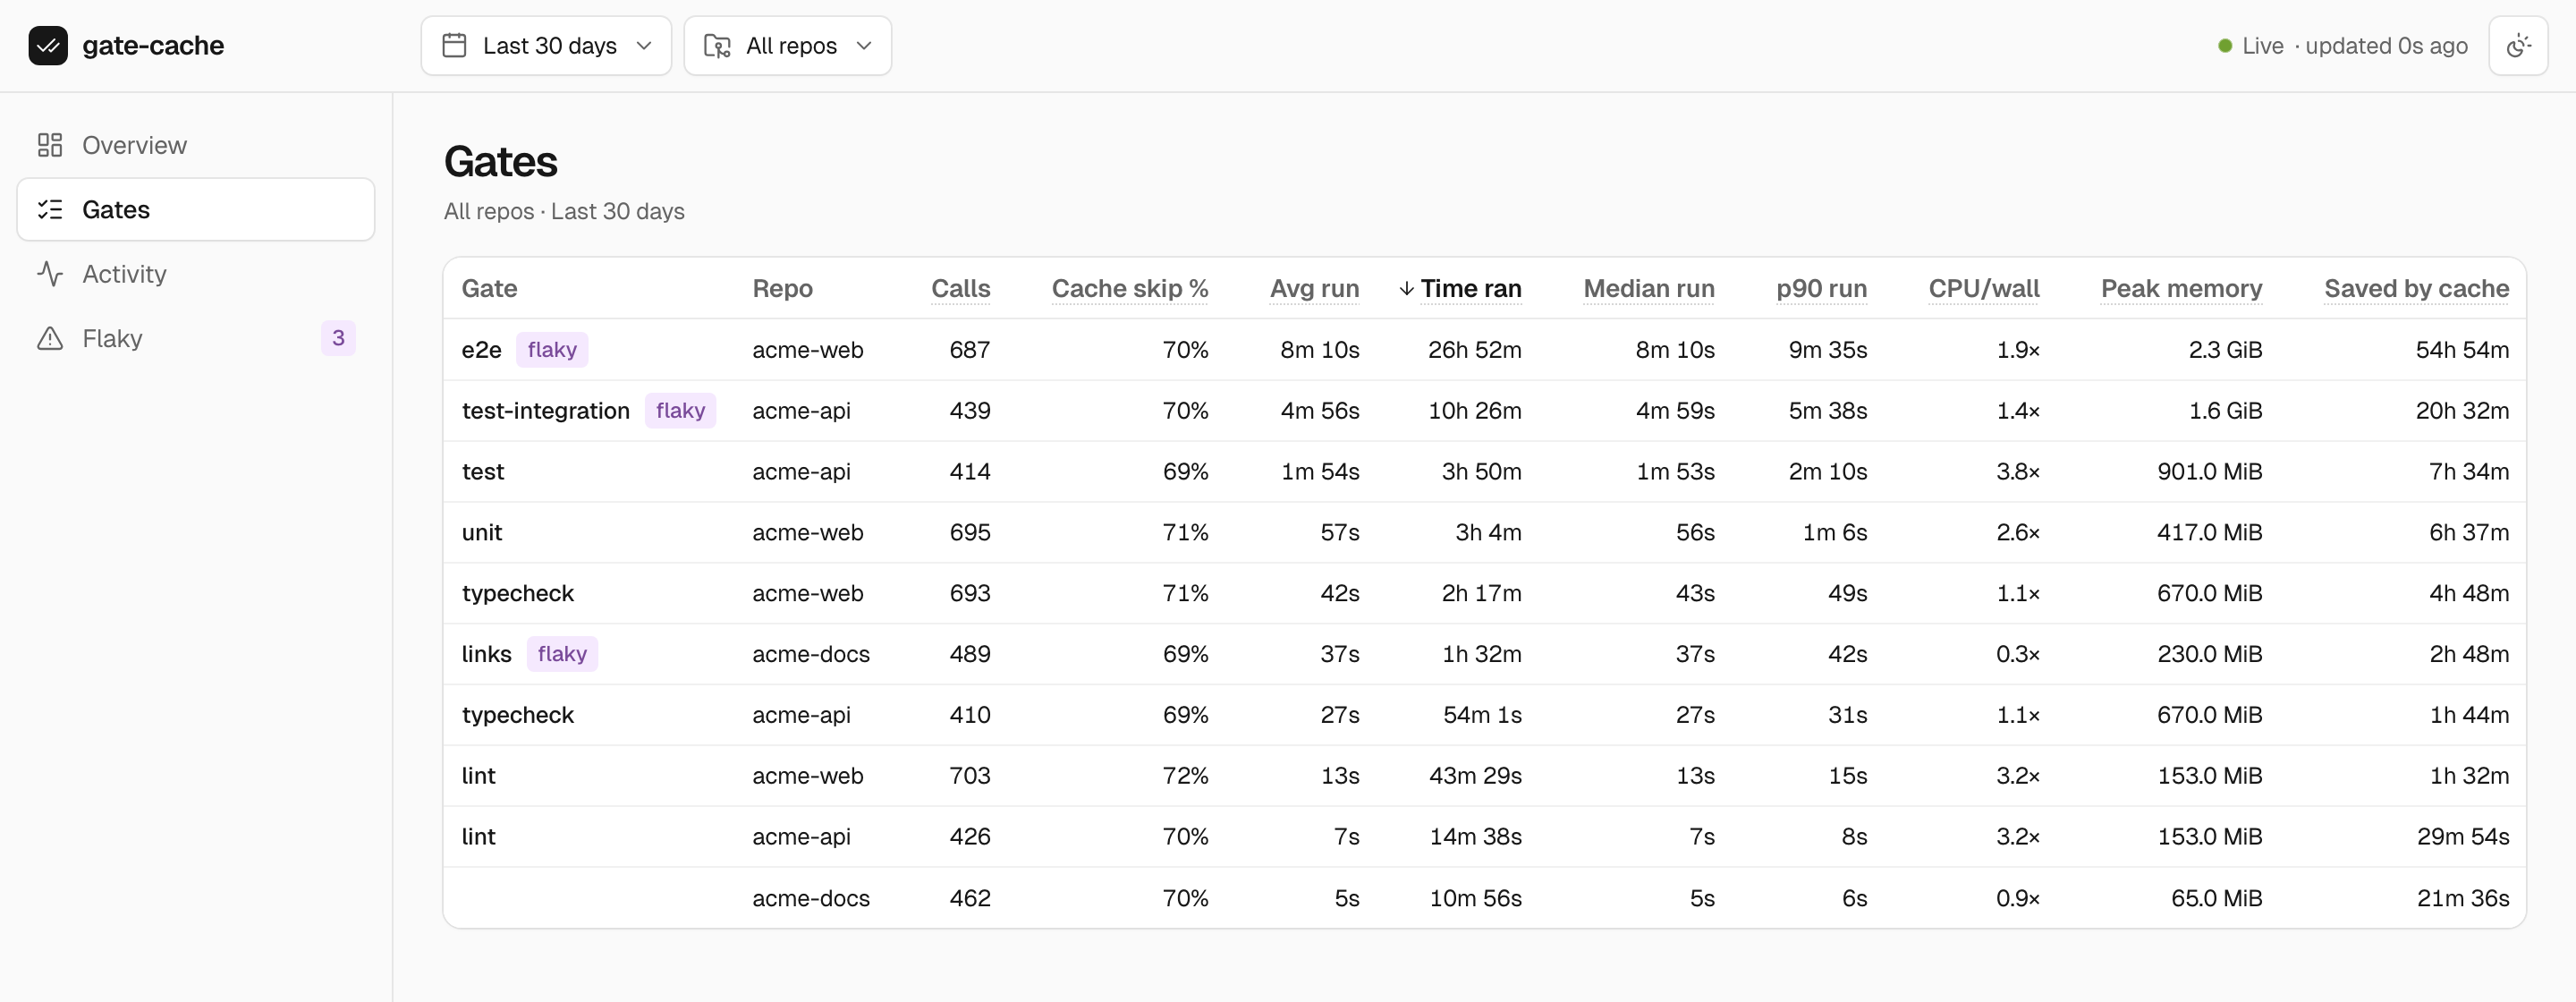 gate-cache
Last 30 days
All repos
Live · updated 0s ago
Overview
Gates
Activity
Flaky 3
Gates
All repos · Last 30 days
Gate Repo Calls Cache skip % Avg run ↓ Time ran Median run p90 run CPU/wall Peak memory Saved by cache
e2e flaky acme-web 687 70% 8m 10s 26h 52m 8m 10s 9m 35s 1.9× 2.3 GiB 54h 54m
test-integration flaky acme-api 439 70% 4m 56s 10h 26m 4m 59s 5m 38s 1.4× 1.6 GiB 20h 32m
test acme-api 414 69% 1m 54s 3h 50m 1m 53s 2m 10s 3.8× 901.0 MiB 7h 34m
unit acme-web 695 71% 57s 3h 4m 56s 1m 6s 2.6× 417.0 MiB 6h 37m
typecheck acme-web 693 71% 42s 2h 17m 43s 49s 1.1× 670.0 MiB 4h 48m
links flaky acme-docs 489 69% 37s 1h 32m 37s 42s 0.3× 230.0 MiB 2h 48m
typecheck acme-api 410 69% 27s 54m 1s 27s 31s 1.1× 670.0 MiB 1h 44m
lint acme-web 703 72% 13s 43m 29s 13s 15s 3.2× 153.0 MiB 1h 32m
lint acme-api 426 70% 7s 14m 38s 7s 8s 3.2× 153.0 MiB 29m 54s
acme-docs 462 70% 5s 10m 56s 5s 6s 0.9× 65.0 MiB 21m 36s